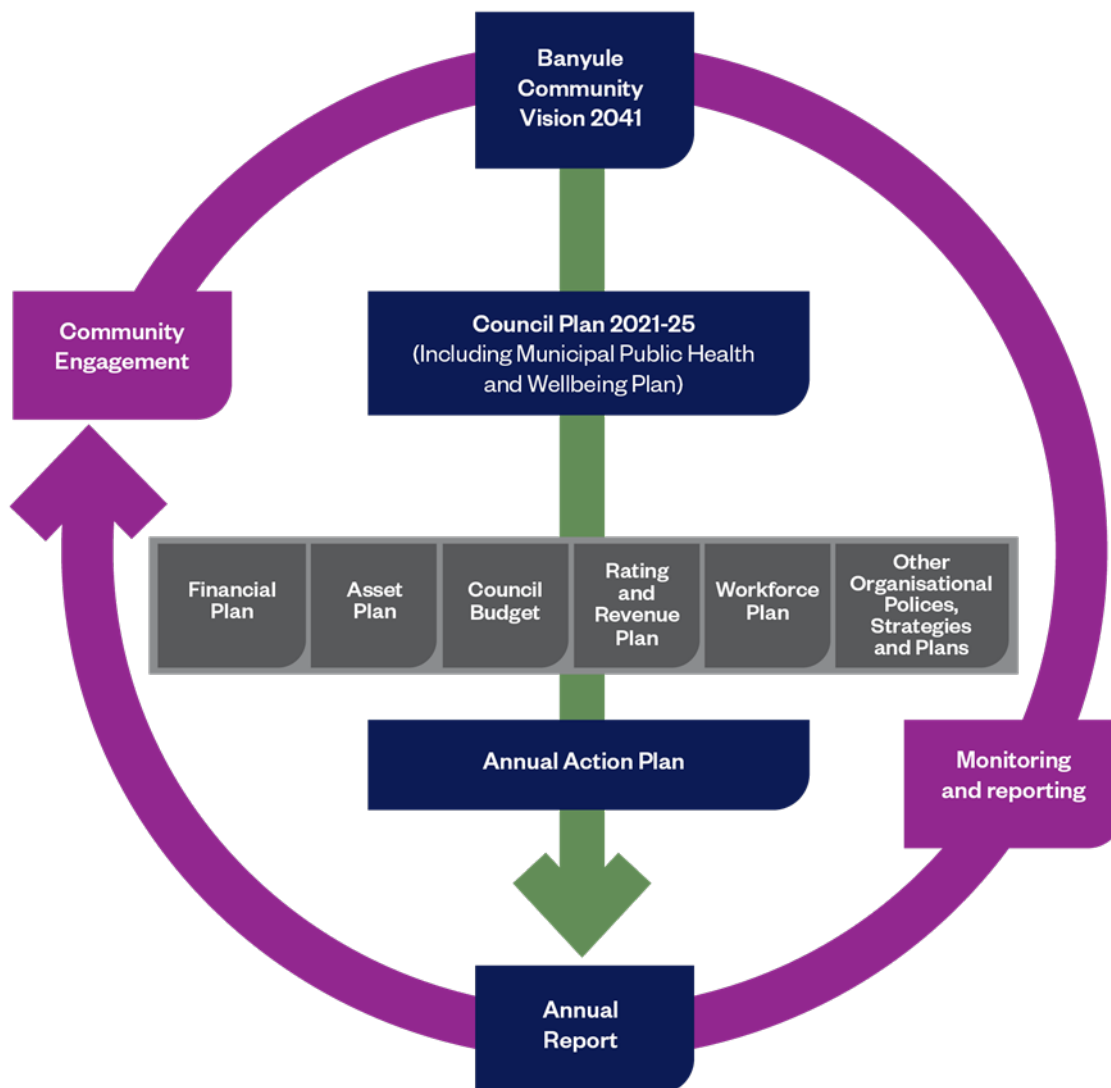 Banyule
Community
Vision 2041
Community
Engagement
Council Plan 2021-25
(Including Municipal Public Health
and Wellbeing Plan)
Financial
Plan
Asset
Plan
Council
Budget
Rating
and
Revenue
Plan
Workforce
Plan
Other
Organisational
Polices,
Strategies
and Plans
Annual Action Plan
Monitoring
and reporting
Annual
Report